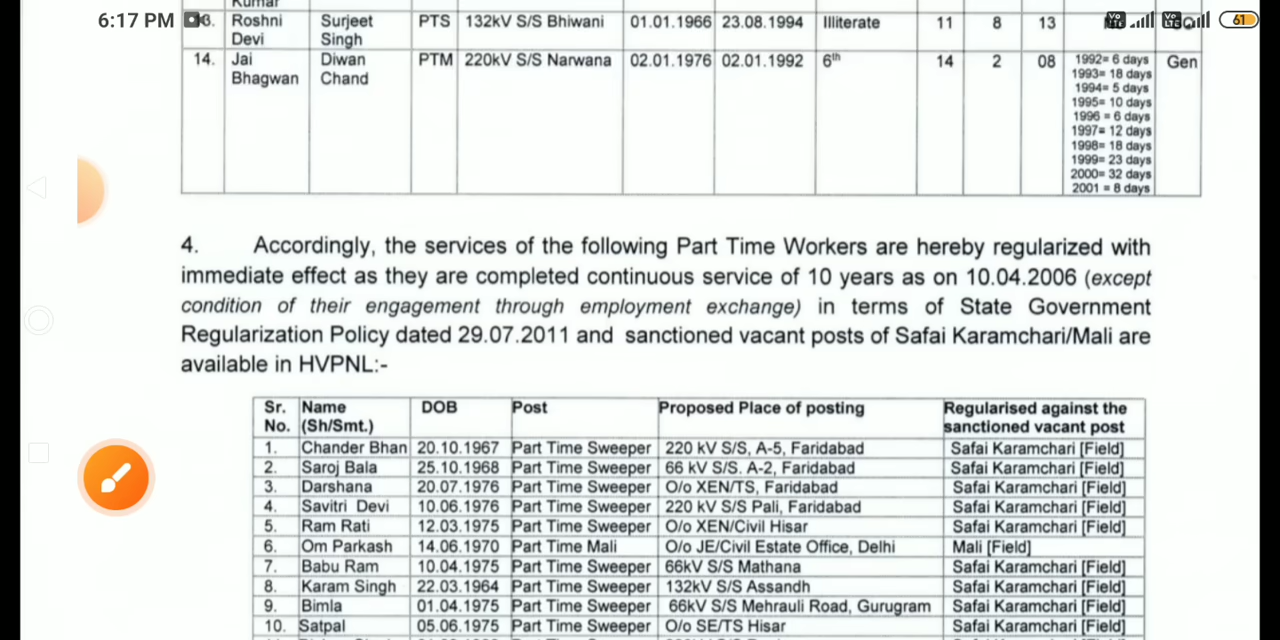 6:17 PM
61
Kumar
13. Roshni Devi Surjeet Singh PTS 132kV S/S Bhiwani 01.01.1966 23.08.1994 Illiterate 11 8 13
14. Jai Bhagwan Diwan Chand PTM 220kV S/S Narwana 02.01.1976 02.01.1992 6th 14 2 08 1992= 6 days Gen
1993= 18 days
1994= 5 days
1995= 10 days
1996 = 6 days
1997= 12 days
1998= 18 days
1999= 23 days
2000= 32 days
2001 = 8 days
4. Accordingly, the services of the following Part Time Workers are hereby regularized with
immediate effect as they are completed continuous service of 10 years as on 10.04.2006 (except
condition of their engagement through employment exchange) in terms of State Government
Regularization Policy dated 29.07.2011 and sanctioned vacant posts of Safai Karamchari/Mali are
available in HVPNL:-
Sr. No. Name (Sh/Smt.) DOB Post Proposed Place of posting Regularised against the sanctioned vacant post
1. Chander Bhan 20.10.1967 Part Time Sweeper 220 kV S/S, A-5, Faridabad Safai Karamchari [Field]
2. Saroj Bala 25.10.1968 Part Time Sweeper 66 kV S/S. A-2, Faridabad Safai Karamchari [Field]
3. Darshana 20.07.1976 Part Time Sweeper O/o XEN/TS, Faridabad Safai Karamchari [Field]
4. Savitri Devi 10.06.1976 Part Time Sweeper 220 kV S/S Pali, Faridabad Safai Karamchari [Field]
5. Ram Rati 12.03.1975 Part Time Sweeper O/o XEN/Civil Hisar Safai Karamchari [Field]
6. Om Parkash 14.06.1970 Part Time Mali O/o JE/Civil Estate Office, Delhi Mali [Field]
7. Babu Ram 10.04.1975 Part Time Sweeper 66kV S/S Mathana Safai Karamchari [Field]
8. Karam Singh 22.03.1964 Part Time Sweeper 132kV S/S Assandh Safai Karamchari [Field]
9. Bimla 01.04.1975 Part Time Sweeper 66kV S/S Mehrauli Road, Gurugram Safai Karamchari [Field]
10. Satpal 05.06.1975 Part Time Sweeper O/o SE/TS Hisar Safai Karamchari [Field]